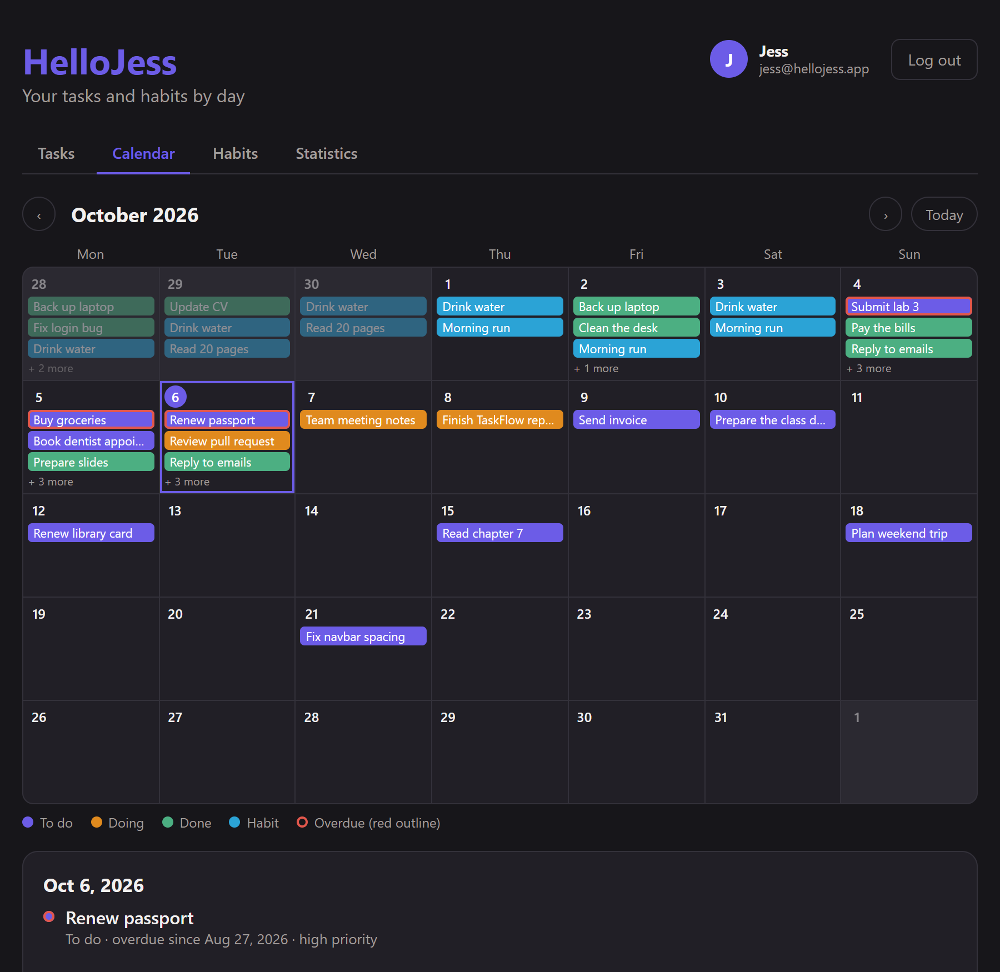 HelloJess
Your tasks and habits by day
J
Jess
jess@hellojess.app
Log out
Tasks Calendar Habits Statistics
‹ October 2026 › Today
Mon Tue Wed Thu Fri Sat Sun
28
Back up laptop
Fix login bug
Drink water
+ 2 more
29
Update CV
Drink water
Read 20 pages
30
Drink water
Read 20 pages
1
Drink water
Morning run
2
Back up laptop
Clean the desk
Morning run
+ 1 more
3
Drink water
Morning run
4
Submit lab 3
Pay the bills
Reply to emails
+ 3 more
5
Buy groceries
Book dentist appoi...
Prepare slides
+ 3 more
6
Renew passport
Review pull request
Reply to emails
+ 3 more
7
Team meeting notes
8
Finish TaskFlow rep...
9
Send invoice
10
Prepare the class d...
11
12
Renew library card
13
14
15
Read chapter 7
16
17
18
Plan weekend trip
19
20
21
Fix navbar spacing
22
23
24
25
26
27
28
29
30
31
1
To do Doing Done Habit Overdue (red outline)
Oct 6, 2026
Renew passport
To do · overdue since Aug 27, 2026 · high priority